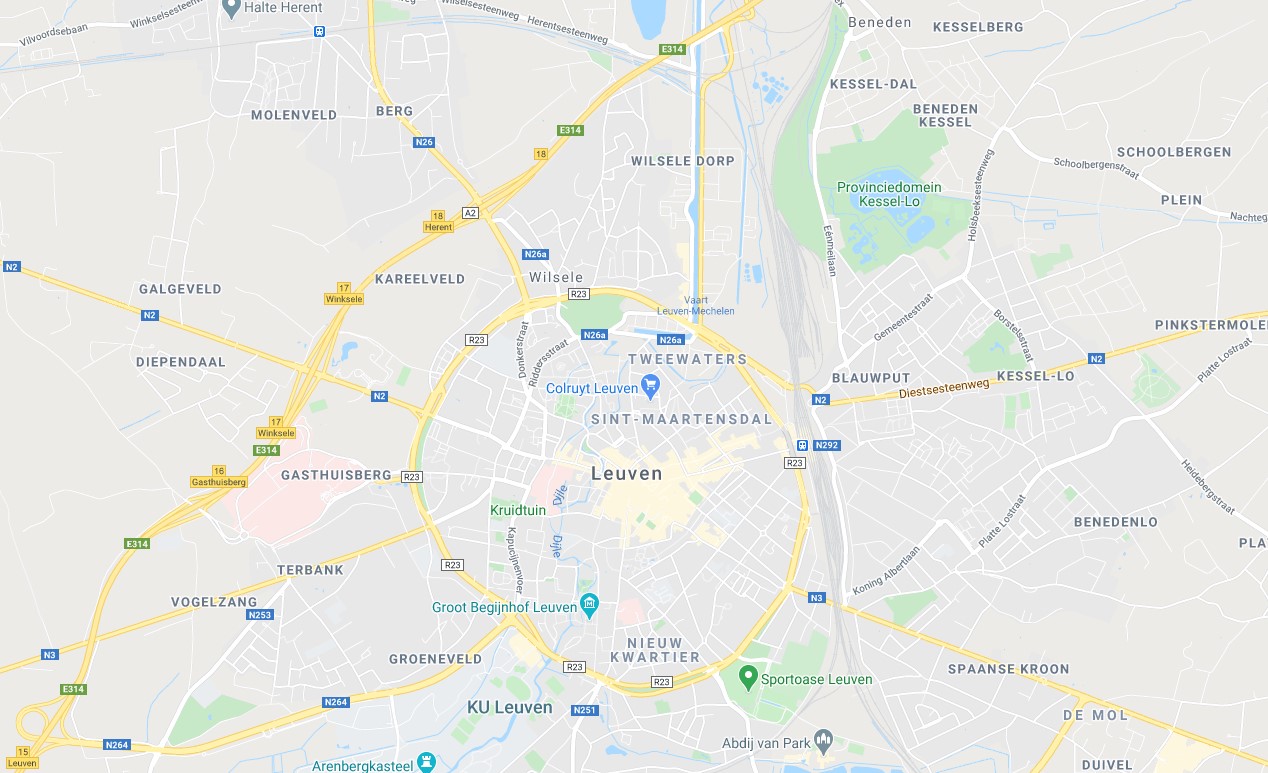 Halte Herent
Wilselsesteenweg
Herentsesteenweg
Vilvoordsebaan
Winkselsesteenweg
Beneden
KESSELBERG
E314
KESSEL-DAL
MOLENVELD
BERG
BENEDEN
KESSEL
E314
N26
18
WILSELE DORP
SCHOOLBERGEN
Schoolbergenstraat
Holsbeeksesteenweg
Provinciedomein
Kessel-Lo
PLEIN
A2
18
Herent
Nachteg
Eénmeilaan
N26a
N2
KAREELVELD
Wilsele
GALGEVELD
17
Winksele
R23
Vaart
Leuven-Mechelen
N2
Gemeentestraat
Borstelsstraat
PINKSTERMOLE
Donkerstraat
Riddersstraat
N26a
N26a
R23
TWEEWATERS
Platte Lostraat
DIEPENDAAL
N2
BLAUWPUT
KESSEL-LO
Colruyt Leuven
Diestsesteenweg
N2
N2
SINT-MAARTENSDAL
17
Winksele
E314
N292
R23
16
Gasthuisberg
GASTHUISBERG
R23
Leuven
Heidebergstraat
Dijle
Kruidtuin
Platte Lostraat
BENEDENLO
E314
Kapucijnenvoer
Dijle
PLA
R23
TERBANK
Koning Albertlaan
VOGELZANG
N253
Groot Begijnhof Leuven
N3
N3
NIEUW
KWARTIER
GROENEVELD
R23
SPAANSE KROON
E314
R23
Sportoase Leuven
N264
KU Leuven
N251
DE MOL
N264
Abdij van Park
15
Leuven
Arenbergkasteel
DUIVEL